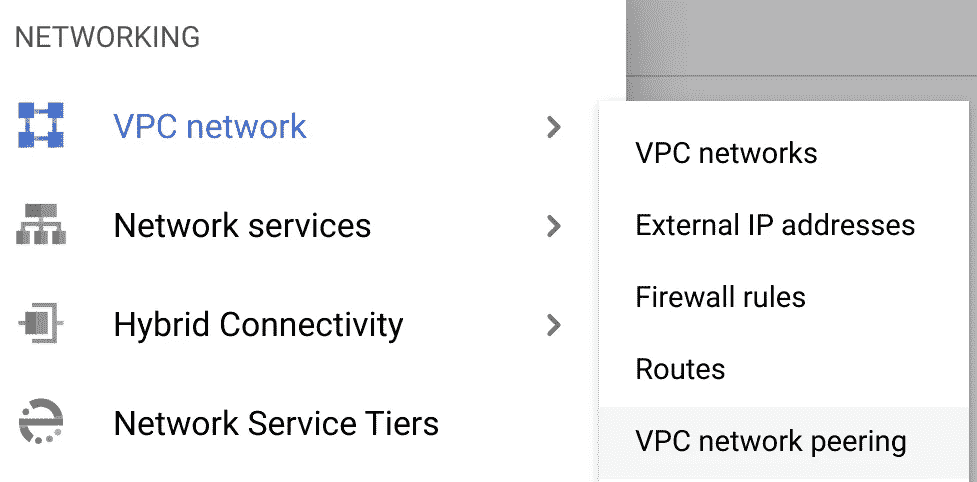 NETWORKING
VPC network
Network services
Hybrid Connectivity
Network Service Tiers
VPC networks
External IP addresses
Firewall rules
Routes
VPC network peering